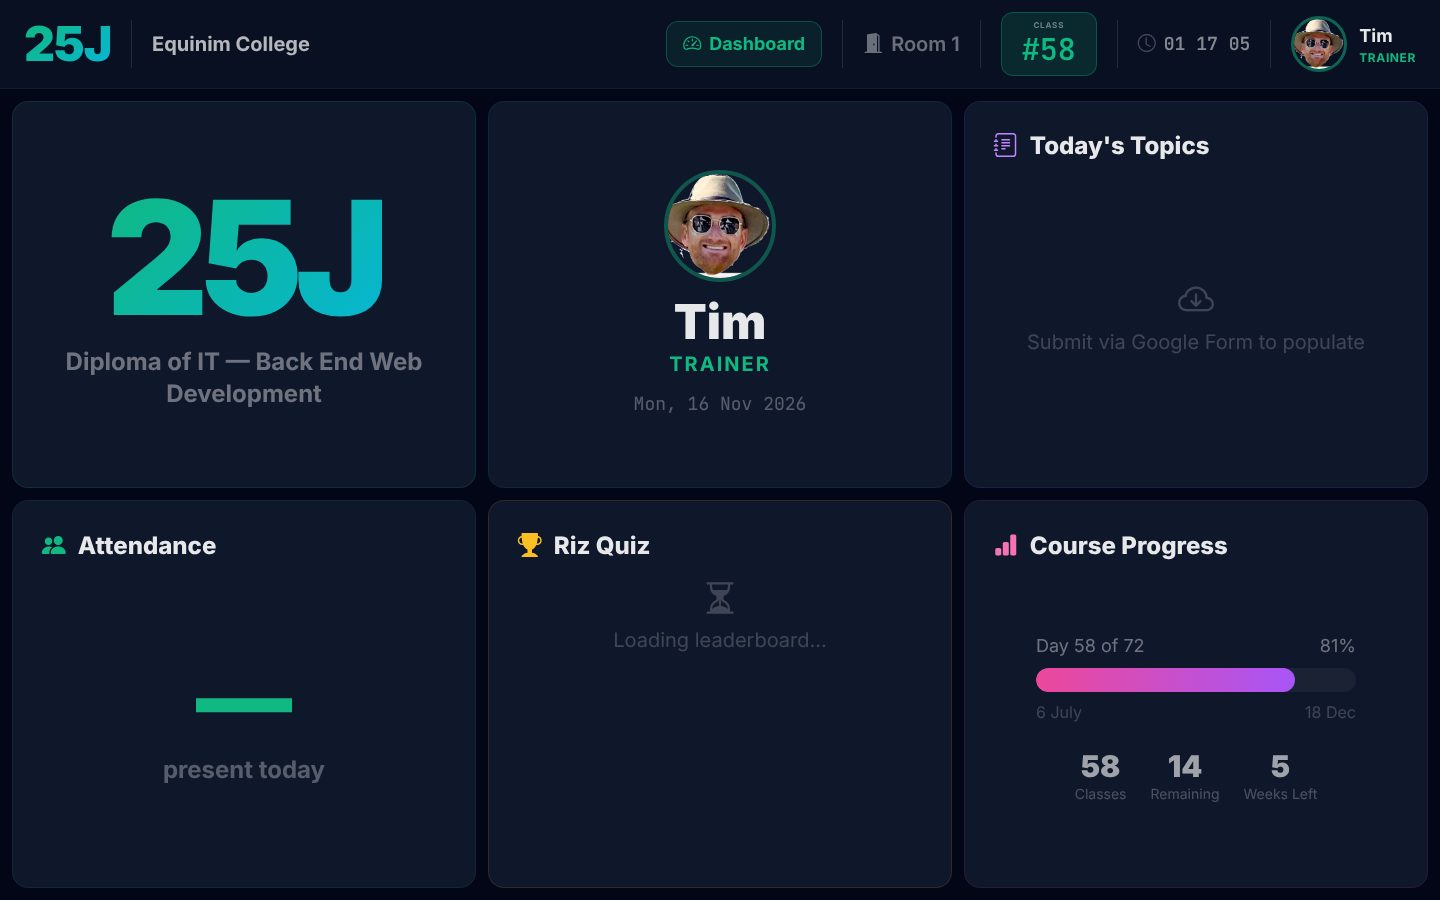 25J
Equinim College
Dashboard
Room 1
CLASS
#58
01 17 05
Tim
TRAINER
25J
Diploma of IT — Back End Web
Development
Tim
TRAINER
Mon, 16 Nov 2026
Today's Topics
Submit via Google Form to populate
Attendance
—
present today
Riz Quiz
Loading leaderboard...
Course Progress
Day 58 of 72
81%
6 July
18 Dec
58
Classes
14
Remaining
5
Weeks Left